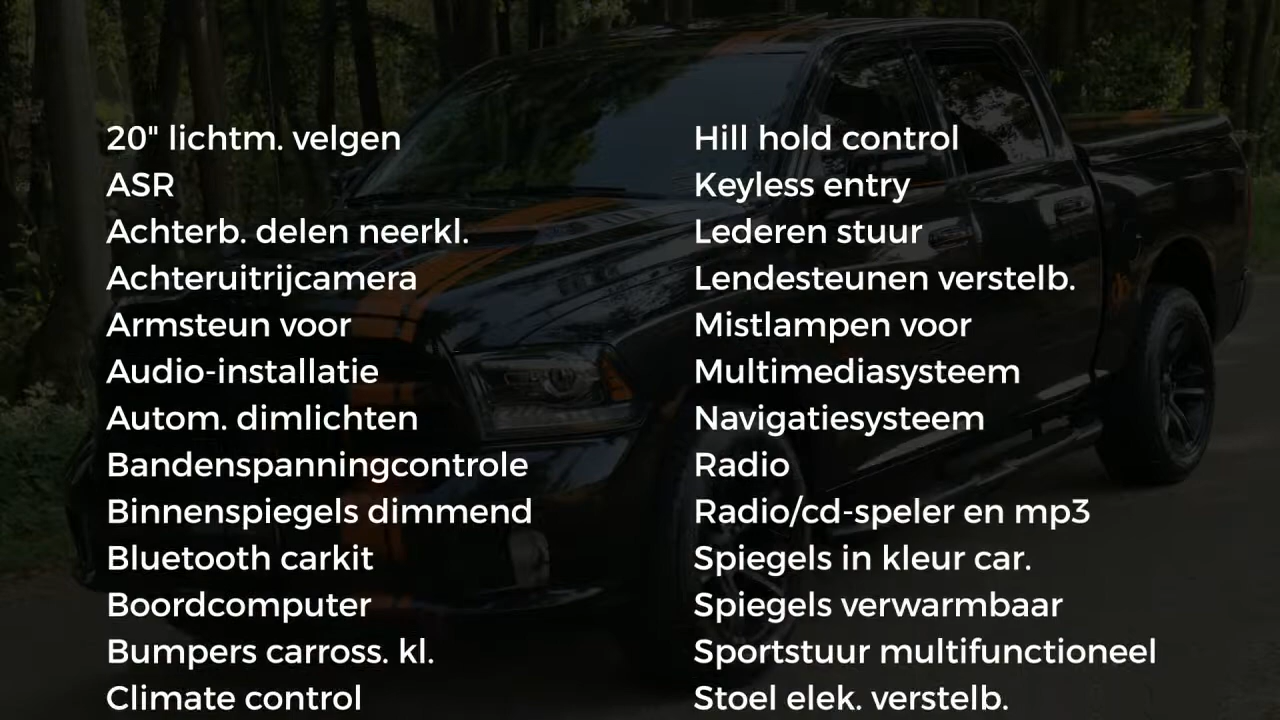 20" lichtm. velgen
ASR
Achterb. delen neerkl.
Achteruitrijcamera
Armsteun voor
Audio-installatie
Autom. dimlichten
Bandenspanningcontrole
Binnenspiegels dimmend
Bluetooth carkit
Boordcomputer
Bumpers carross. kl.
Climate control
Hill hold control
Keyless entry
Lederen stuur
Lendesteunen verstelb.
Mistlampen voor
Multimediasysteem
Navigatiesysteem
Radio
Radio/cd-speler en mp3
Spiegels in kleur car.
Spiegels verwarmbaar
Sportstuur multifunctioneel
Stoel elek. verstelb.